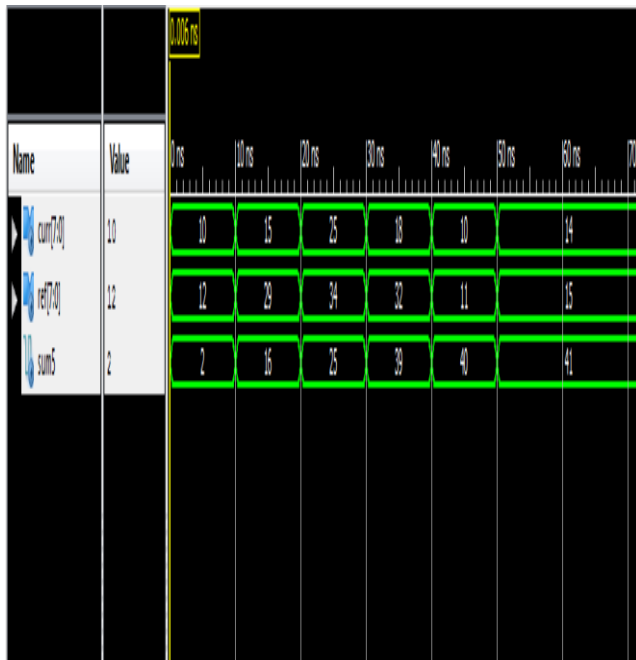 0.006 ns
Name Value
0 ns 10 ns 20 ns 30 ns 40 ns 50 ns 60 ns 70
curr[7:0] 10 10 15 25 18 10 14
ref[7:0] 12 12 29 34 32 11 15
sum5 2 2 16 25 39 40 41